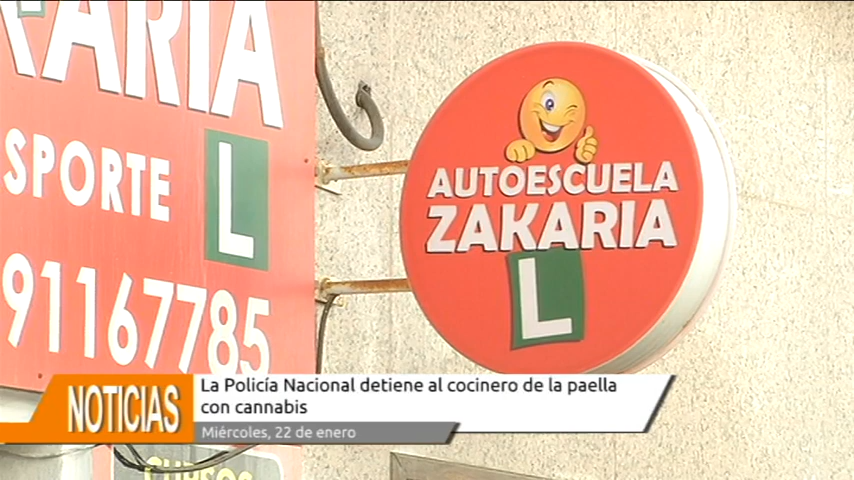 ARIA
SPORTE L
91167785
AUTOESCUELA
ZAKARIA
L
NOTICIAS
La Policía Nacional detiene al cocinero de la paella
con cannabis
Miércoles, 22 de enero
CURSOS